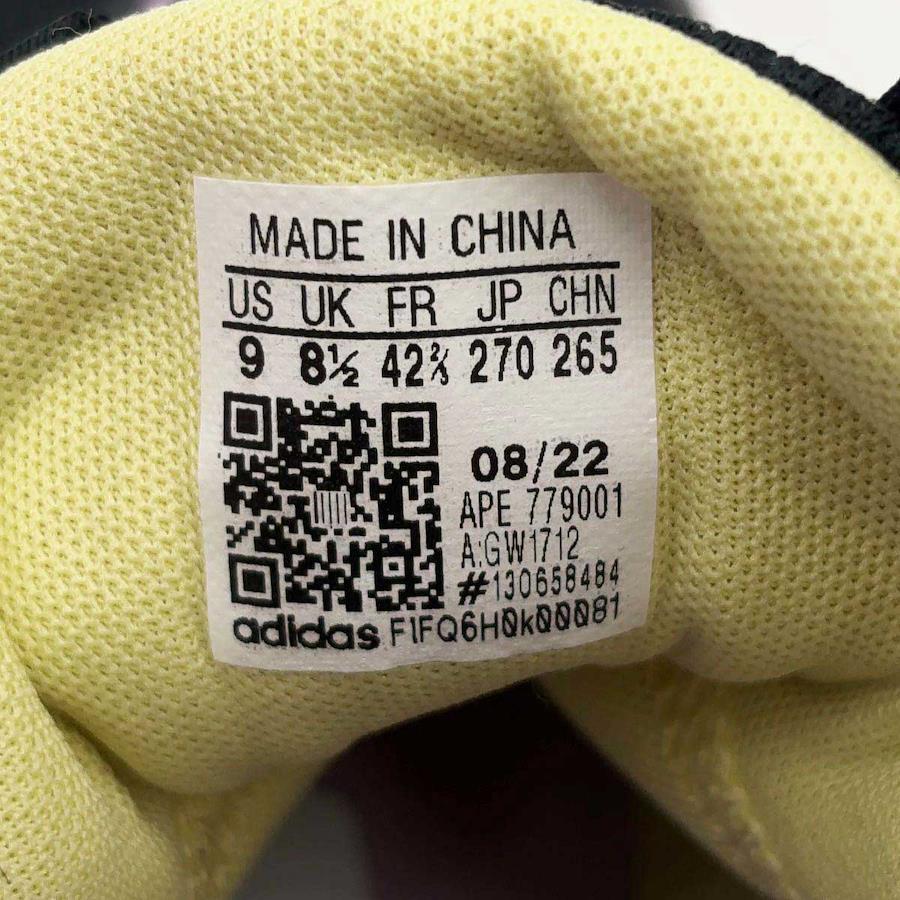 MADE IN CHINA
US UK FR JP CHN
9 8½ 42⅔ 270 265
08/22
APE 779001
A:GW1712
#130658484
adidas F1FQ6H0k00081